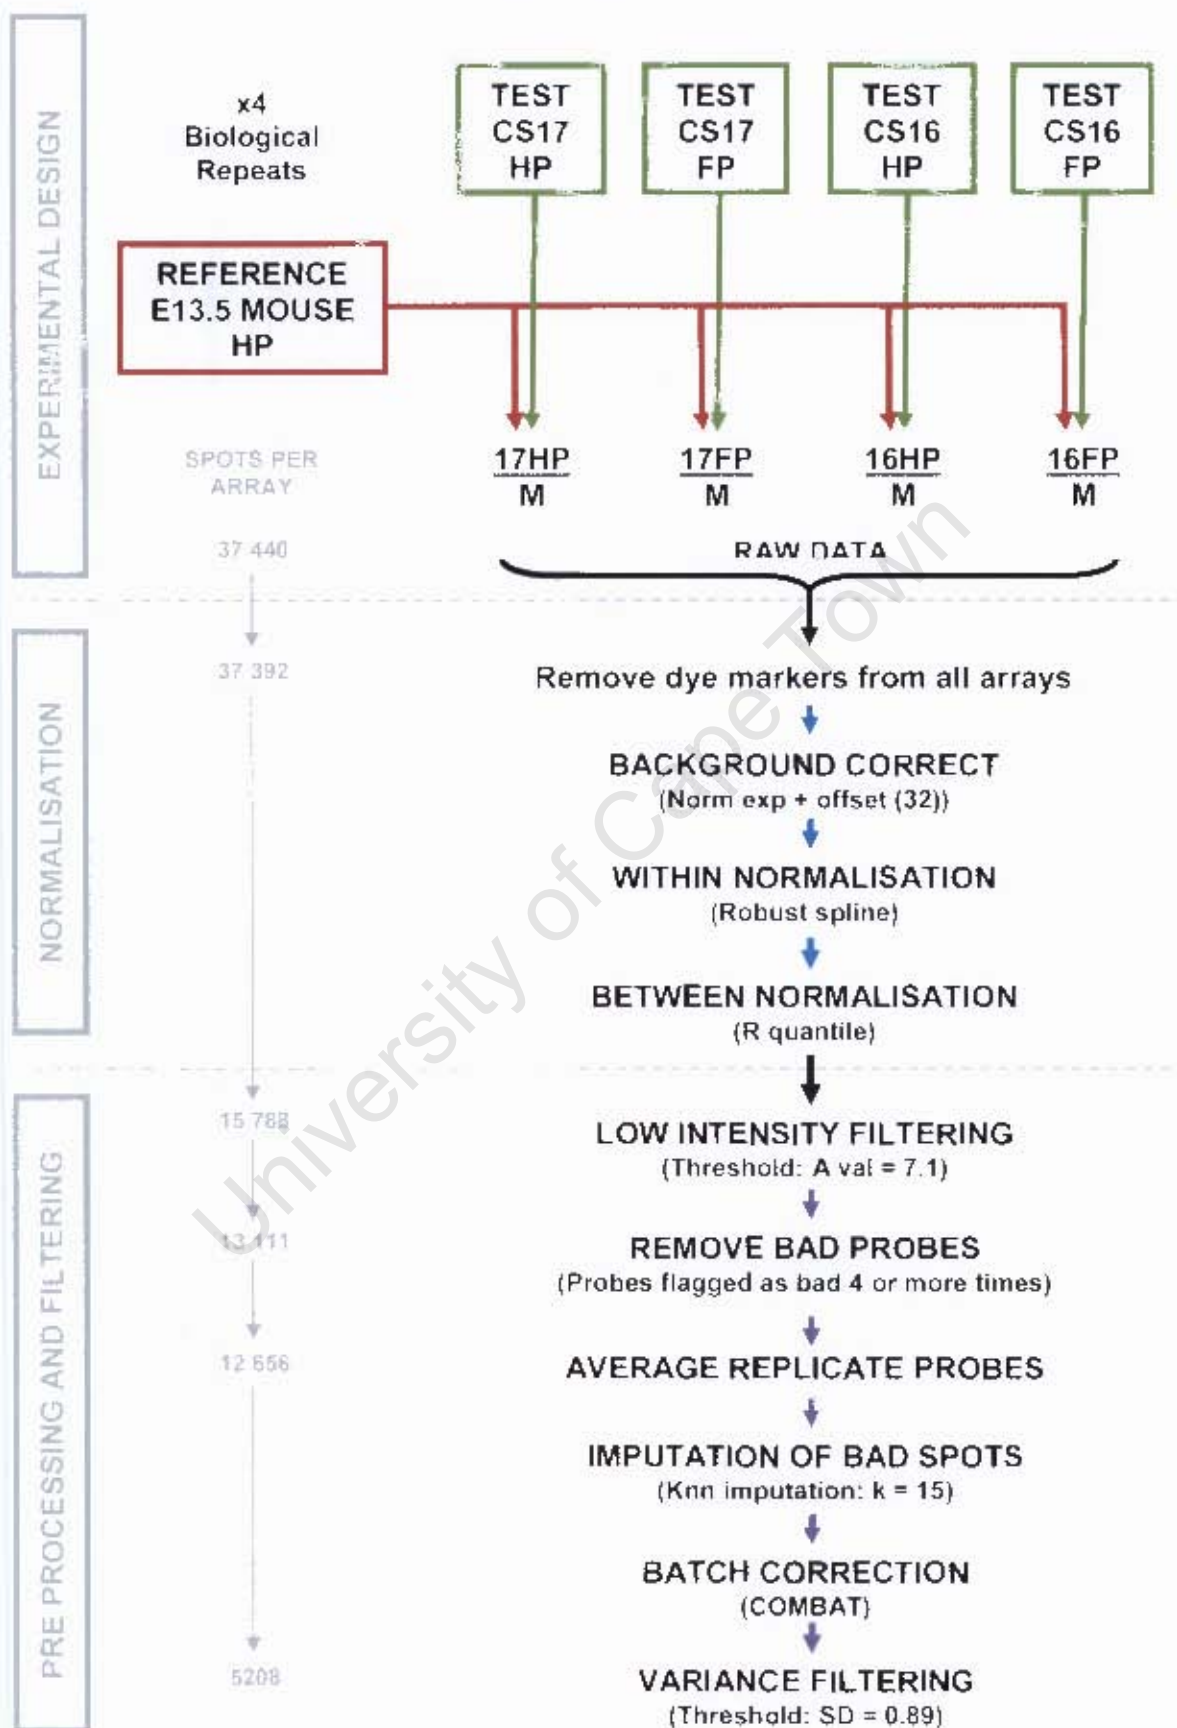 EXPERIMENTAL DESIGN
x4
Biological
Repeats
TEST
CS17
HP
TEST
CS17
FP
TEST
CS16
HP
TEST
CS16
FP
REFERENCE
E13.5 MOUSE
HP
SPOTS PER
ARRAY
17HP
M
17FP
M
16HP
M
16FP
M
37 440
RAW DATA
NORMALISATION
37 392
Remove dye markers from all arrays
BACKGROUND CORRECT
(Norm exp + offset (32))
WITHIN NORMALISATION
(Robust spline)
BETWEEN NORMALISATION
(R quantile)
PRE PROCESSING AND FILTERING
15 788
LOW INTENSITY FILTERING
(Threshold: A val = 7.1)
13 111
REMOVE BAD PROBES
(Probes flagged as bad 4 or more times)
12 656
AVERAGE REPLICATE PROBES
IMPUTATION OF BAD SPOTS
(Knn imputation: k = 15)
BATCH CORRECTION
(COMBAT)
5208
VARIANCE FILTERING
(Threshold: SD = 0.89)
University of Cape Town